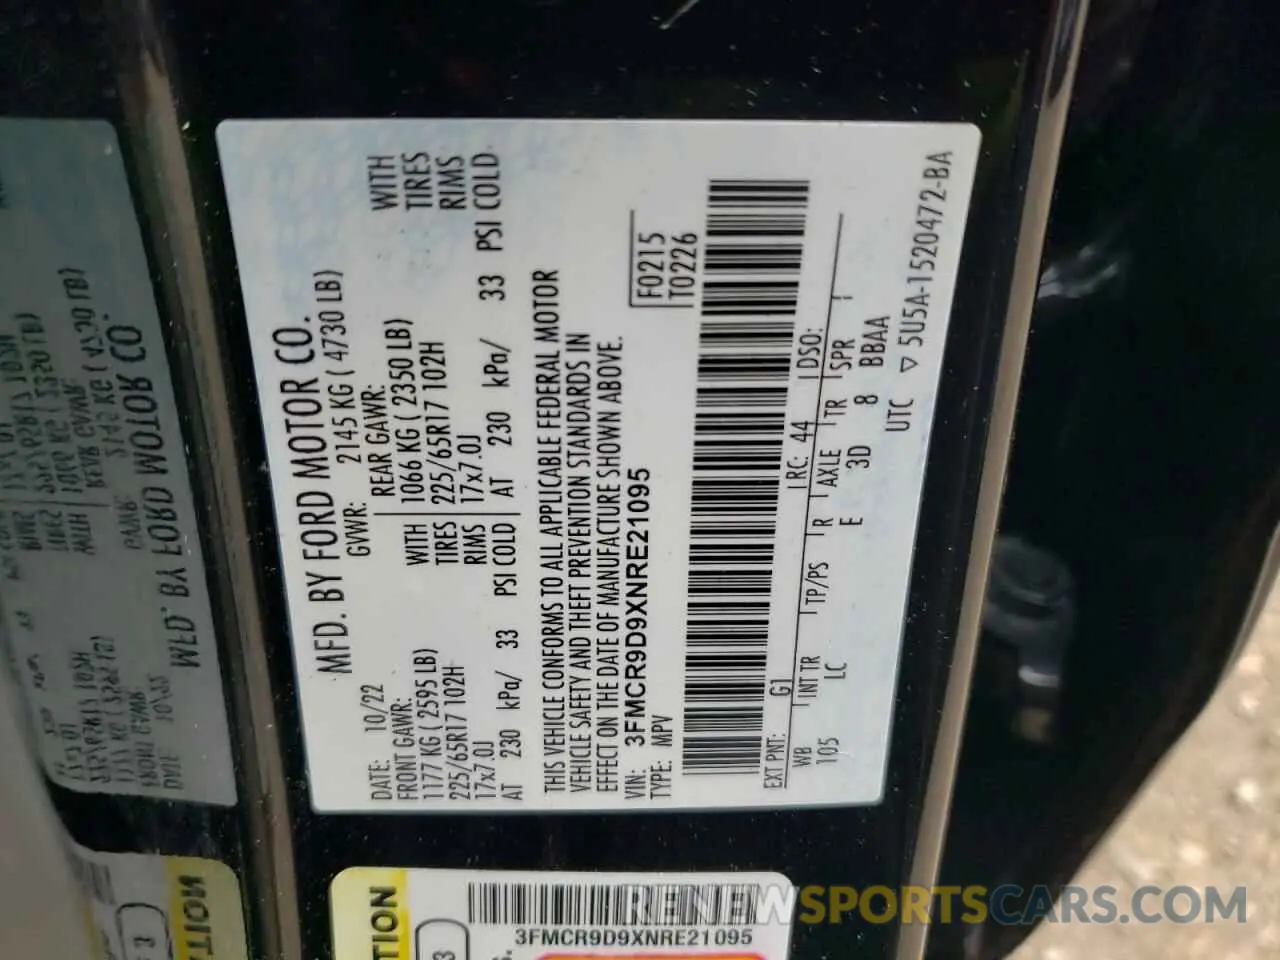 MFD. BY FORD MOTOR CO.
DATE: 10/22 GVWR: 2145 KG ( 4730 LB)
FRONT GAWR: REAR GAWR:
1177 KG ( 2595 LB) WITH 1066 KG ( 2350 LB) WITH
225/65R17 102H TIRES 225/65R17 102H TIRES
17x7.0J RIMS 17x7.0J RIMS
AT 230 kPa/ 33 PSI COLD AT 230 kPa/ 33 PSI COLD
THIS VEHICLE CONFORMS TO ALL APPLICABLE FEDERAL MOTOR
VEHICLE SAFETY AND THEFT PREVENTION STANDARDS IN
EFFECT ON THE DATE OF MANUFACTURE SHOWN ABOVE.
VIN: 3FMCR9D9XNRE21095 F0215
TYPE: MPV T0226
EXT PNT: G1 RC: 44 DSO:
WB INT TR TP/PS R AXLE TR SPR
105 LC E 3D 8 BBAA
UTC ▽ 5U5A-1520472-BA
TION
3FMCR9D9XNRE21095
RENEWSPORTSCARS.COM